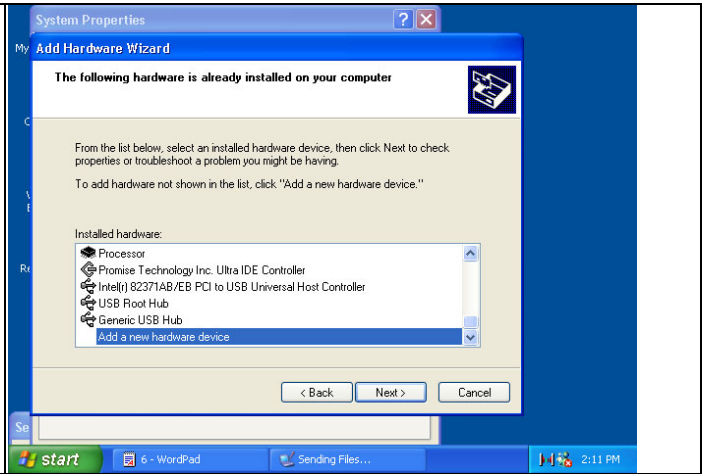 System Properties
My
Add Hardware Wizard
The following hardware is already installed on your computer
C
From the list below, select an installed hardware device, then click Next to check
properties or troubleshoot a problem you might be having.
To add hardware not shown in the list, click "Add a new hardware device."
Installed hardware:
Processor
Promise Technology Inc. Ultra IDE Controller
Re
Intel(r) 82371AB/EB PCI to USB Universal Host Controller
USB Root Hub
Generic USB Hub
Add a new hardware device
< Back
Next >
Cancel
Se
start
6 - WordPad
Sending Files...
2:11 PM